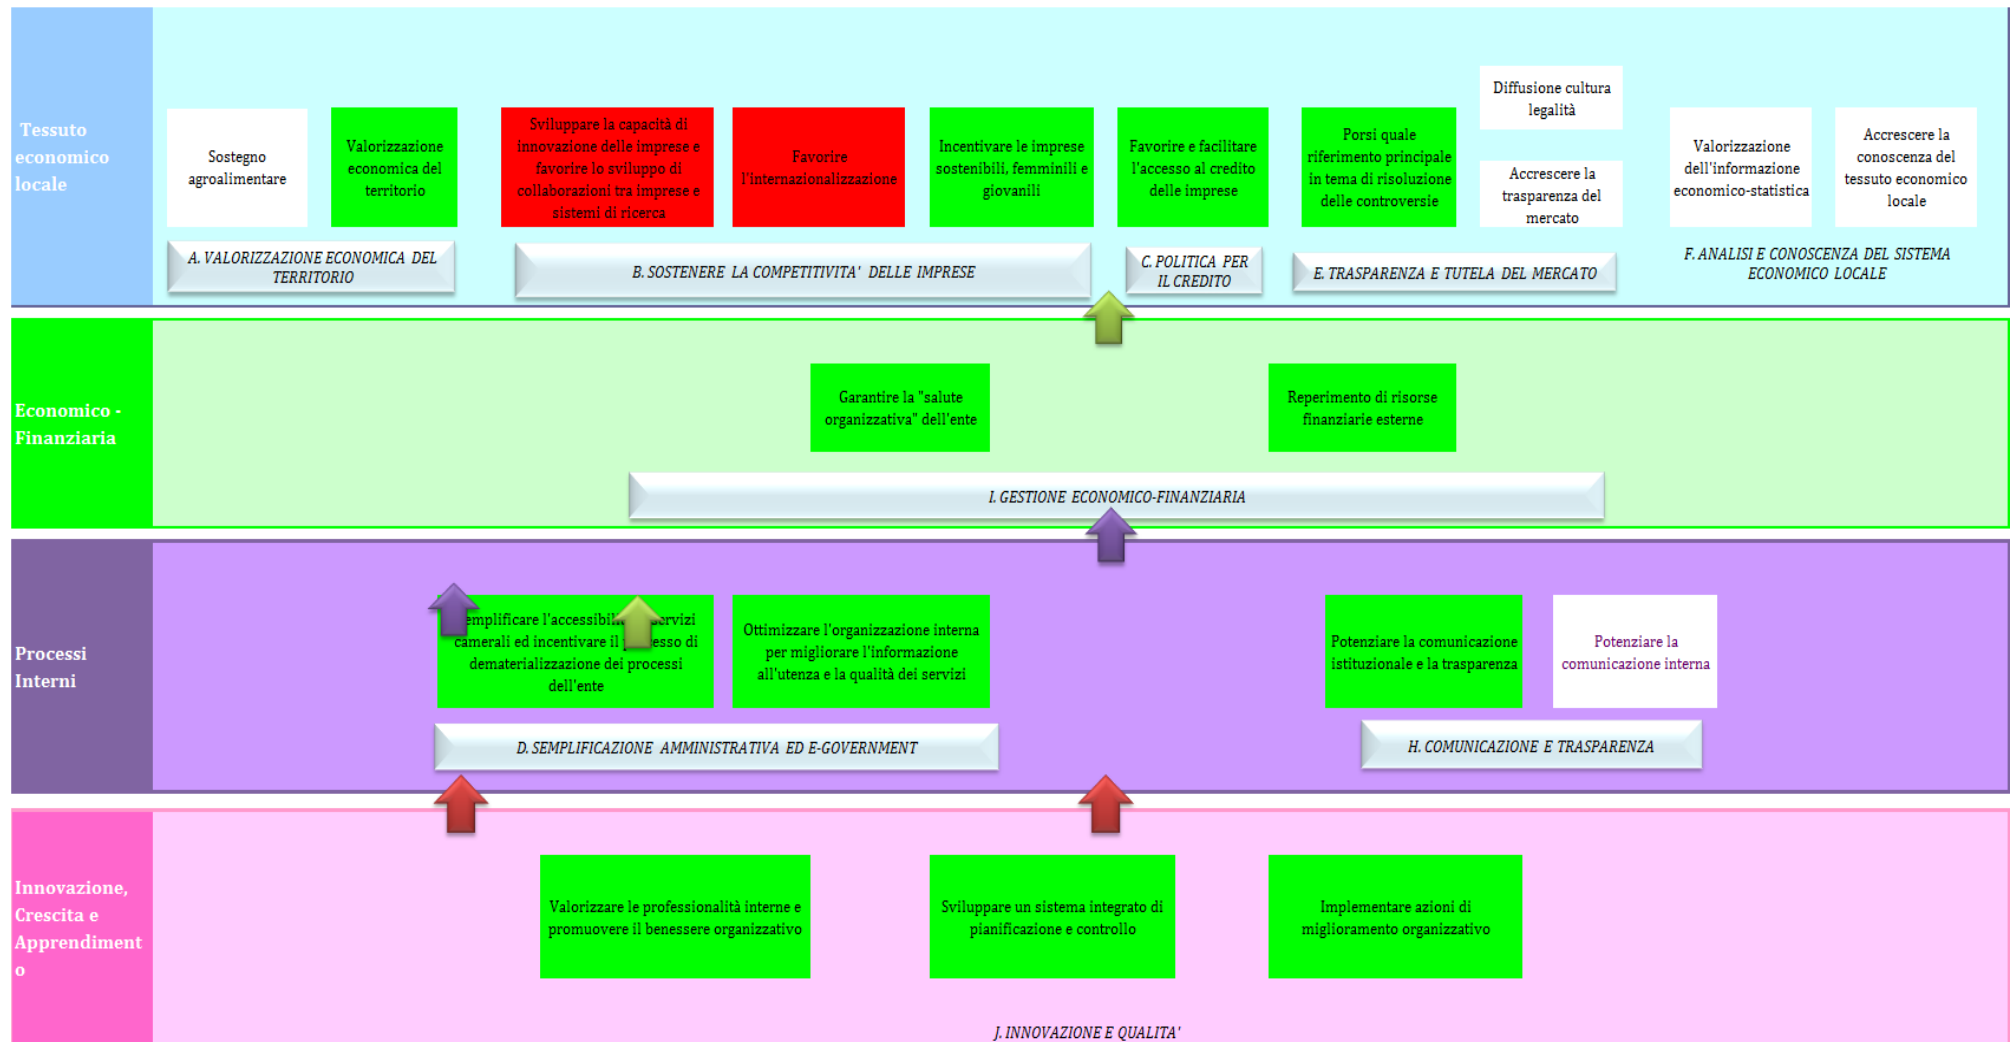 Tessuto
economico
locale
Sostegno
agroalimentare
Valorizzazione
economica del
territorio
Sviluppare la capacità di
innovazione delle imprese e
favorire lo sviluppo di
collaborazioni tra imprese e
sistemi di ricerca
Favorire
l'internazionalizzazione
Incentivare le imprese
sostenibili, femminili e
giovanili
Favorire e facilitare
l'accesso al credito
delle imprese
Porsi quale
riferimento principale
in tema di risoluzione
delle controversie
Diffusione cultura
legalità
Accrescere la
trasparenza del
mercato
Valorizzazione
dell'informazione
economico-statistica
Accrescere la
conoscenza del
tessuto economico
locale
A. VALORIZZAZIONE ECONOMICA DEL
TERRITORIO
B. SOSTENERE LA COMPETITIVITA' DELLE IMPRESE
C. POLITICA PER
IL CREDITO
E. TRASPARENZA E TUTELA DEL MERCATO
F. ANALISI E CONOSCENZA DEL SISTEMA
ECONOMICO LOCALE
Economico -
Finanziaria
Garantire la "salute
organizzativa" dell'ente
Reperimento di risorse
finanziarie esterne
I. GESTIONE ECONOMICO-FINANZIARIA
Processi
Interni
emplificare l'accessibili servizi
camerali ed incentivare il p esso di
dematerializzazione dei processi
dell'ente
Ottimizzare l'organizzazione interna
per migliorare l'informazione
all'utenza e la qualità dei servizi
Potenziare la comunicazione
istituzionale e la trasparenza
Potenziare la
comunicazione interna
D. SEMPLIFICAZIONE AMMINISTRATIVA ED E-GOVERNMENT
H. COMUNICAZIONE E TRASPARENZA
Innovazione,
Crescita e
Apprendiment
o
Valorizzare le professionalità interne e
promuovere il benessere organizzativo
Sviluppare un sistema integrato di
pianificazione e controllo
Implementare azioni di
miglioramento organizzativo
J. INNOVAZIONE E QUALITA'